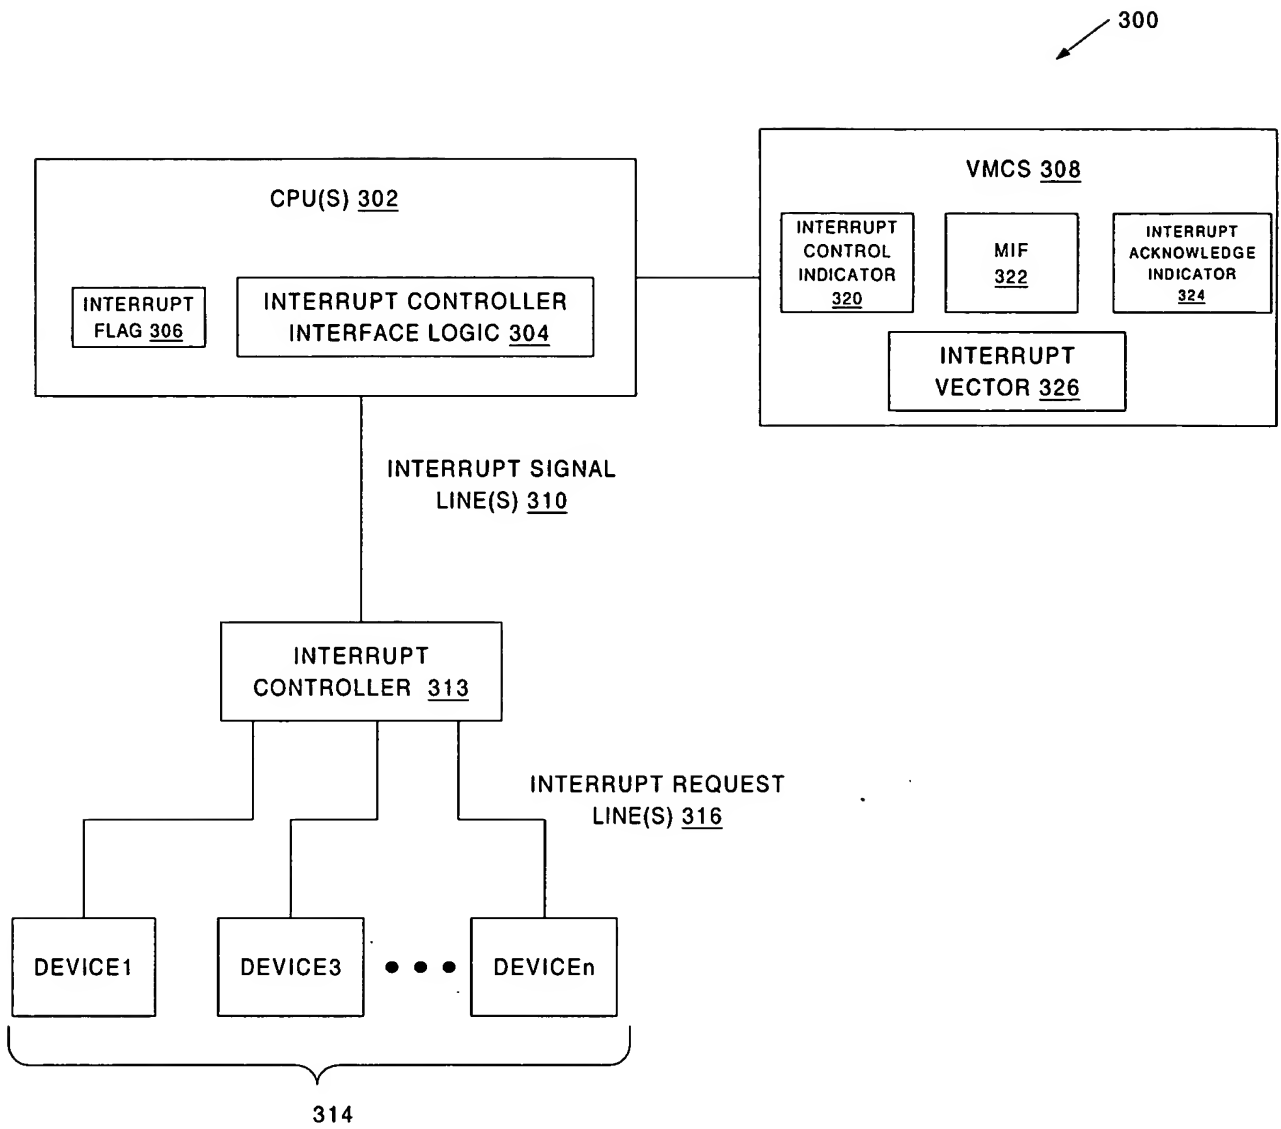 300
CPU(S) 302
INTERRUPT
FLAG 306
INTERRUPT CONTROLLER
INTERFACE LOGIC 304
VMCS 308
INTERRUPT
CONTROL
INDICATOR
320
MIF
322
INTERRUPT
ACKNOWLEDGE
INDICATOR
324
INTERRUPT
VECTOR 326
INTERRUPT SIGNAL
LINE(S) 310
INTERRUPT
CONTROLLER 313
INTERRUPT REQUEST
LINE(S) 316
DEVICE1
DEVICE3
DEVICEn
314